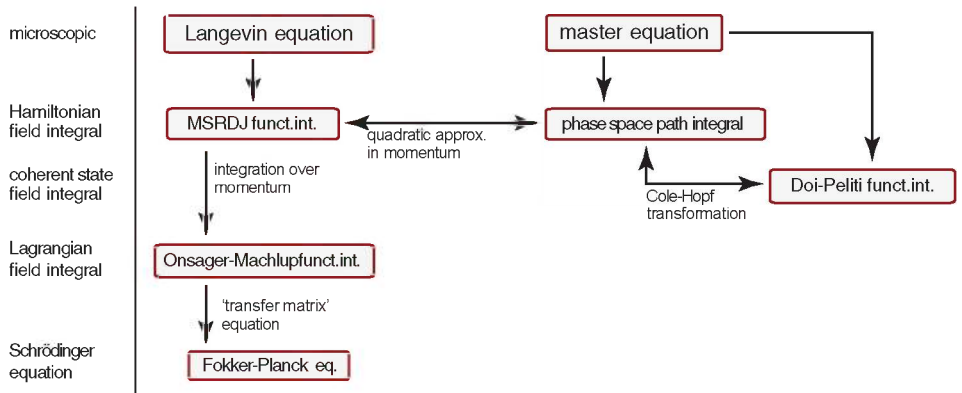 microscopic
Langevin equation
master equation
Hamiltonian
field integral
MSRDJ funct.int.
quadratic approx.
in momentum
phase space path integral
coherent state
field integral
integration over
momentum
Cole-Hopf
transformation
Doi-Peliti funct.int.
Lagrangian
field integral
Onsager-Machlupfunct.int.
'transfer matrix'
equation
Schrödinger
equation
Fokker-Planck eq.